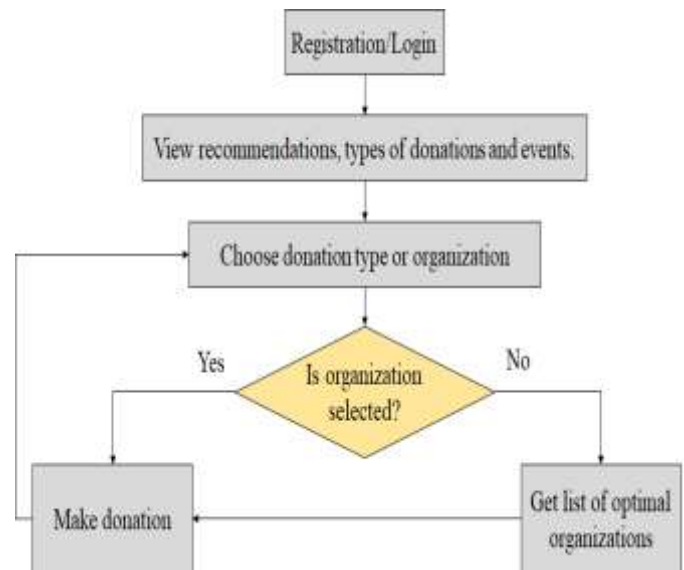 Registration/Login
View recommendations, types of donations and events.
Choose donation type or organization
Yes
Is organization
selected?
No
Make donation
Get list of optimal
organizations